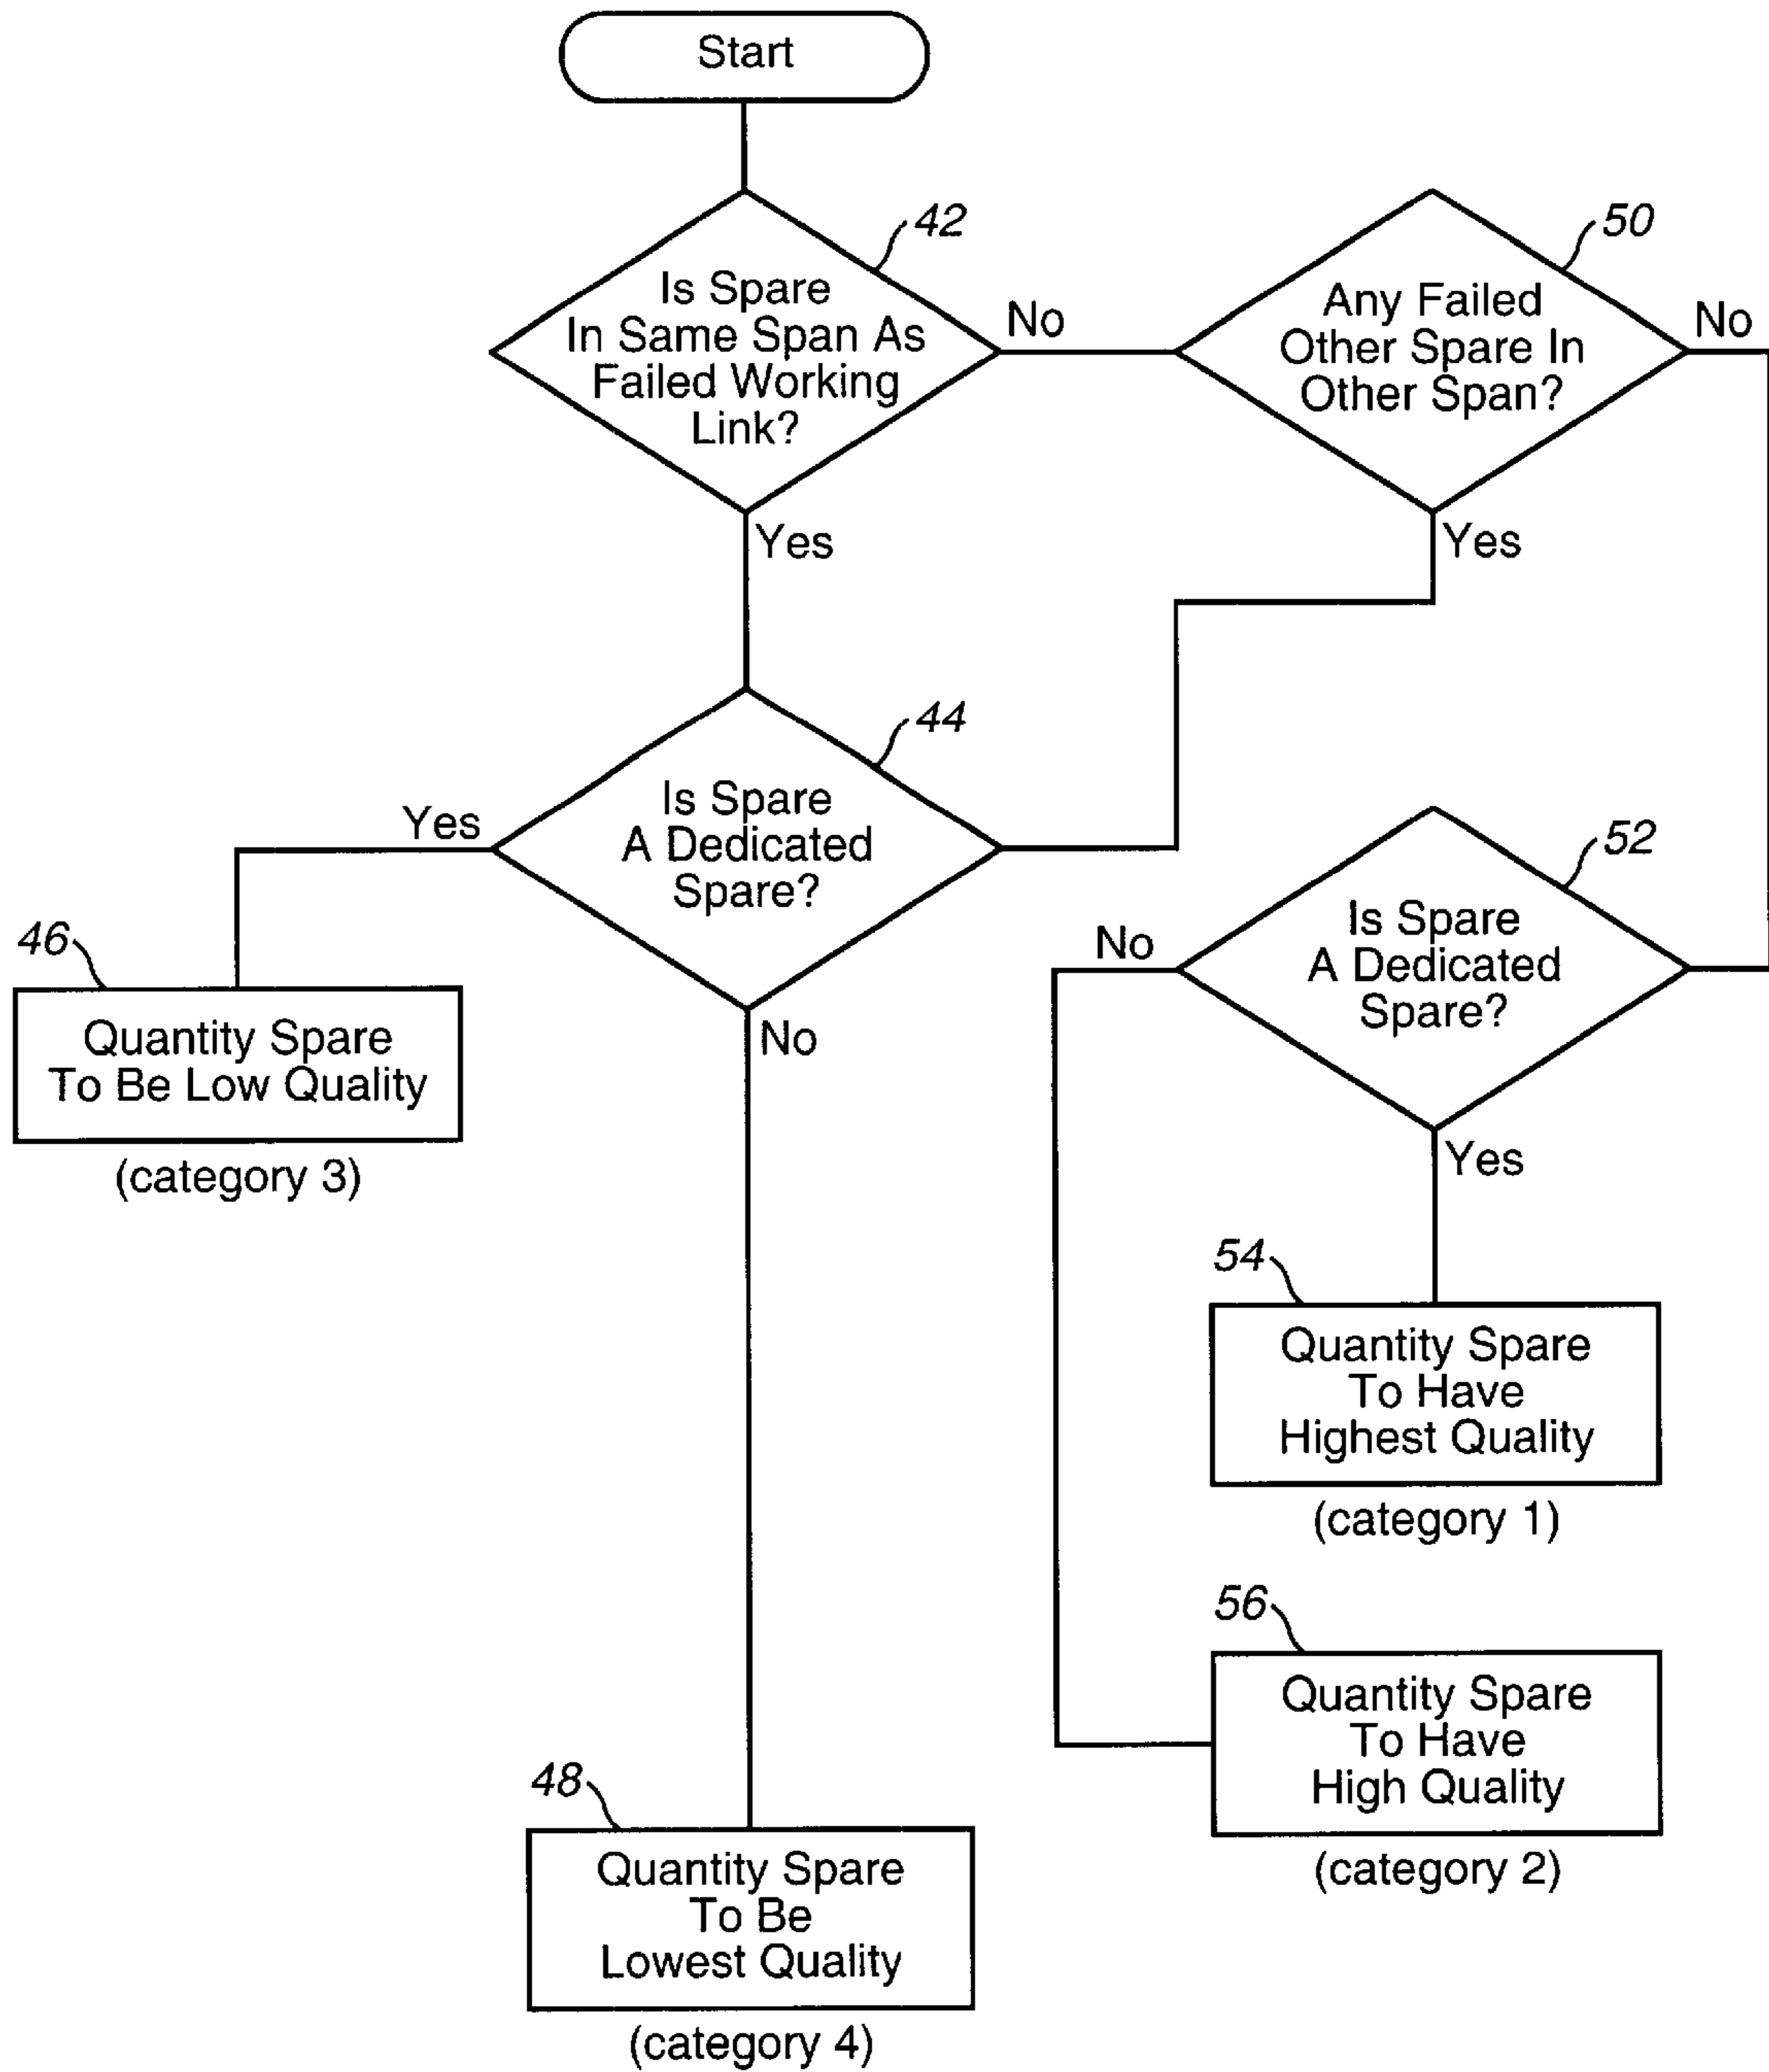 Start
42
Is Spare
In Same Span As
Failed Working
Link?
No
Yes
50
Any Failed
Other Spare In
Other Span?
No
Yes
44
Is Spare
A Dedicated
Spare?
Yes
No
46
Quantity Spare
To Be Low Quality
(category 3)
52
Is Spare
A Dedicated
Spare?
No
Yes
54
Quantity Spare
To Have
Highest Quality
(category 1)
56
Quantity Spare
To Have
High Quality
(category 2)
48
Quantity Spare
To Be
Lowest Quality
(category 4)